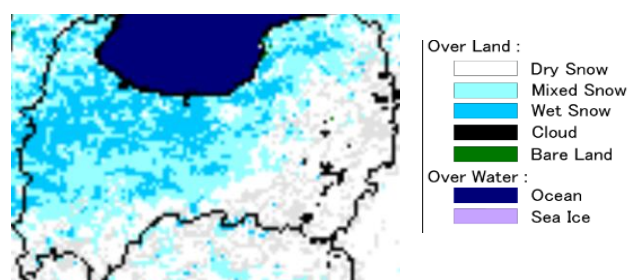 Over Land :
Dry Snow
Mixed Snow
Wet Snow
Cloud
Bare Land
Over Water :
Ocean
Sea Ice